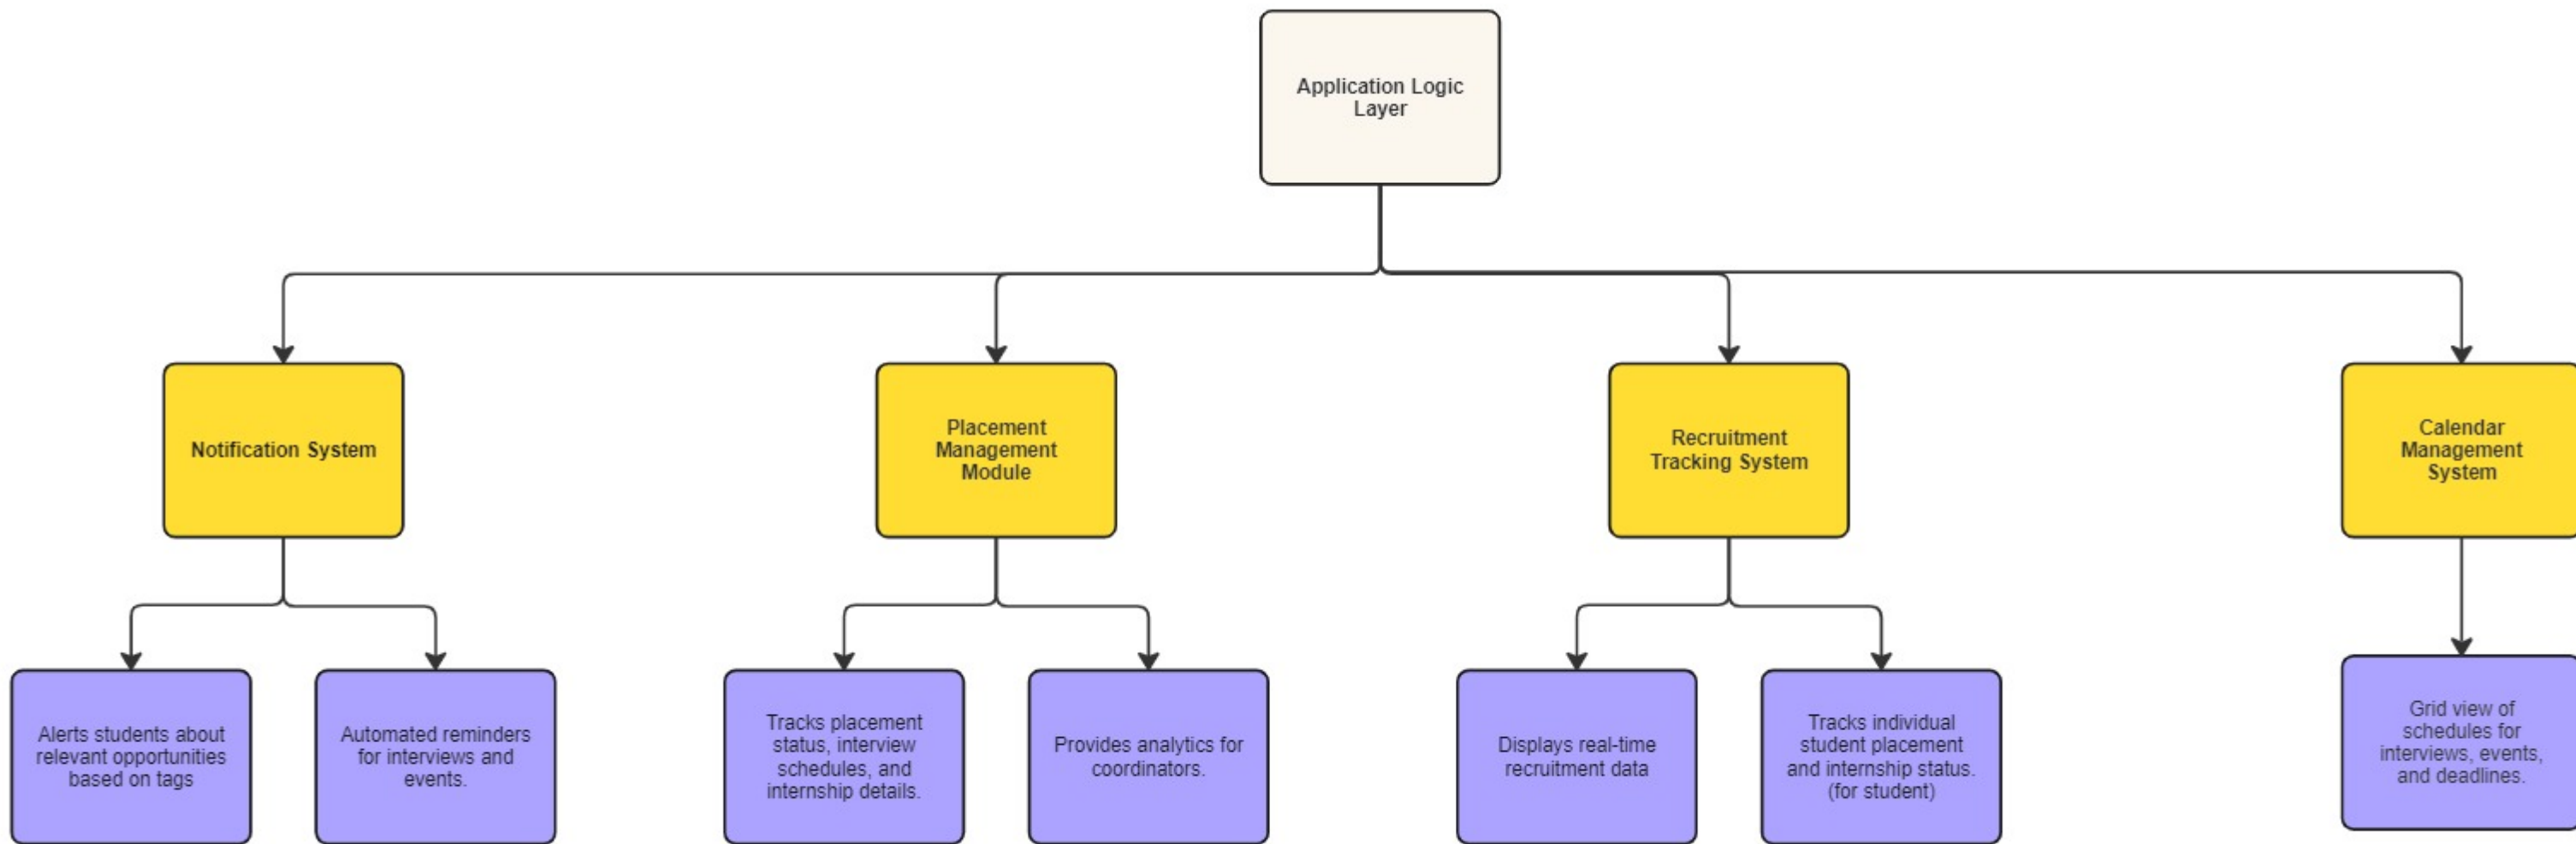 Application Logic
Layer
Notification System
Placement
Management
Module
Recruitment
Tracking System
Calendar
Management
System
Alerts students about
relevant opportunities
based on tags
Automated reminders
for interviews and
events.
Tracks placement
status, interview
schedules, and
internship details.
Provides analytics for
coordinators.
Displays real-time
recruitment data
Tracks individual
student placement
and internship status.
(for student)
Grid view of
schedules for
interviews, events,
and deadlines.